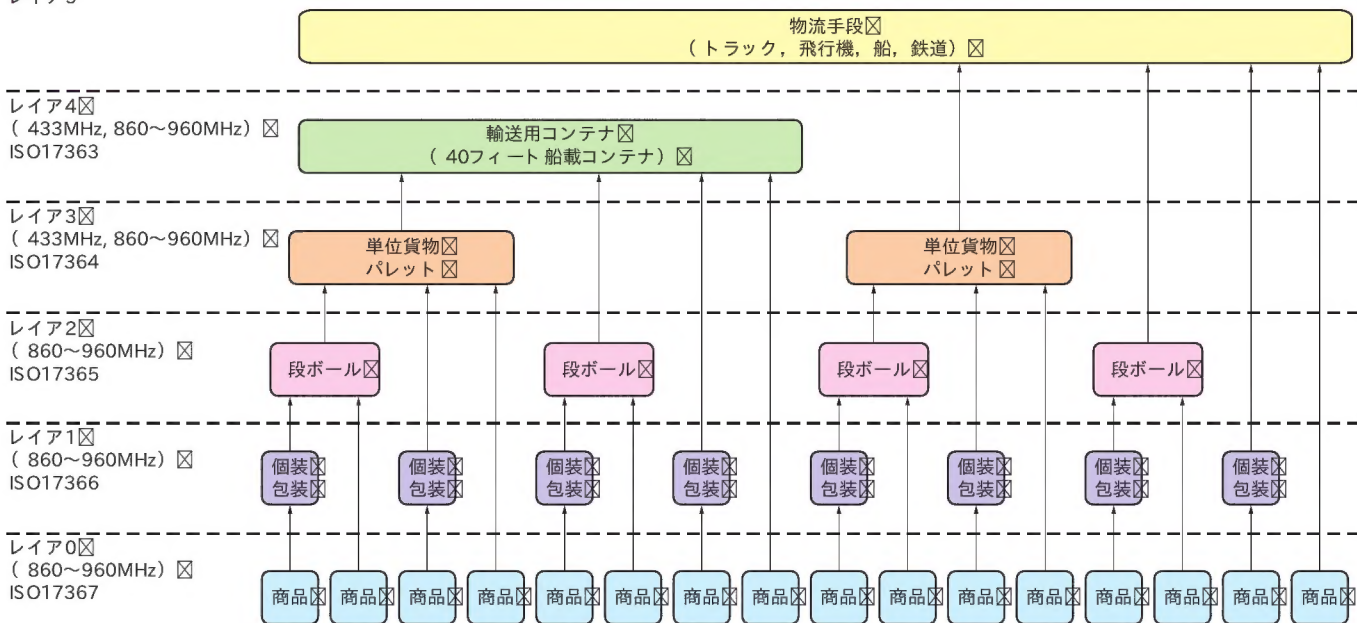 物流手段
( トラック，飛行機，船，鉄道)
レイア4
( 433MHz, 860～960MHz)
ISO17363
輸送用コンテナ
( 40フィート 船載コンテナ)
レイア3
( 433MHz, 860～960MHz)
ISO17364
単位貨物
パレット
単位貨物
パレット
レイア2
( 860～960MHz)
ISO17365
段ボール 段ボール 段ボール 段ボール
レイア1
( 860～960MHz)
ISO17366
個装 個装 個装 個装 個装 個装 個装 個装
包装 包装 包装 包装 包装 包装 包装 包装
レイア0
( 860～960MHz)
ISO17367
商品 商品 商品 商品 商品 商品 商品 商品 商品 商品 商品 商品 商品 商品 商品 商品